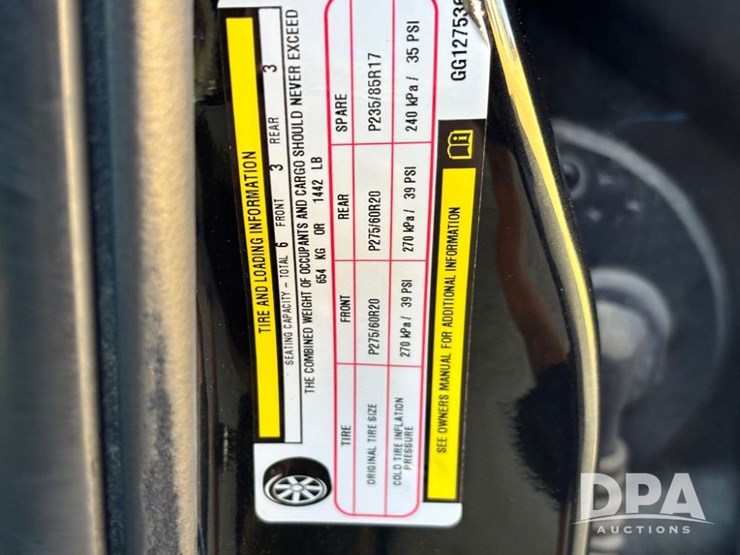 TIRE AND LOADING INFORMATION
SEATING CAPACITY - TOTAL 6 FRONT 3 REAR 3
THE COMBINED WEIGHT OF OCCUPANTS AND CARGO SHOULD NEVER EXCEED
654 KG OR 1442 LB
TIRE FRONT REAR SPARE
ORIGINAL TIRE SIZE P275/60R20 P275/60R20 P235/85R17
COLD TIRE INFLATION PRESSURE 270 kPa / 39 PSI 270 kPa / 39 PSI 240 kPa / 35 PSI
SEE OWNERS MANUAL FOR ADDITIONAL INFORMATION
DPA
AUCTIONS